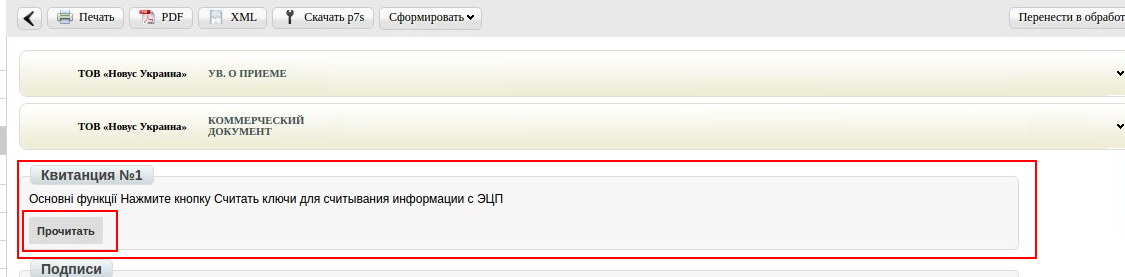 Печать PDF XML Скачать p7s Сформировать Перенести в обработ
ТОВ «Новус Украина» УВ. О ПРИЕМЕ
ТОВ «Новус Украина» КОММЕРЧЕСКИЙ
ДОКУМЕНТ
Квитанция №1
Основні функції Нажмите кнопку Считать ключи для считывания информации с ЭЦП
Прочитать
Подписи